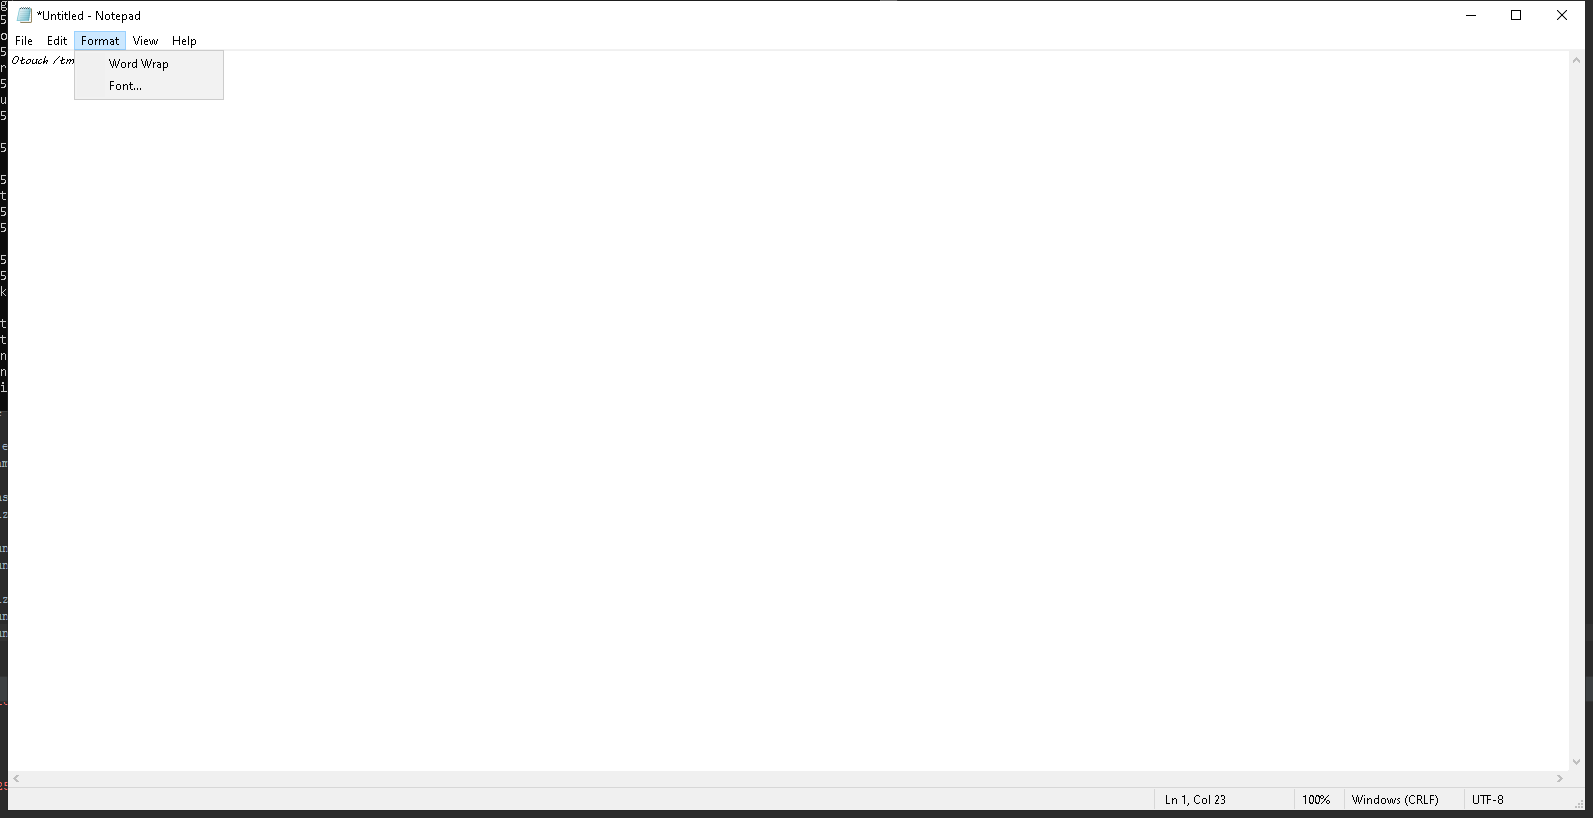 *Untitled - Notepad
File Edit Format View Help
Otouch /tm
Word Wrap
Font...
Ln 1, Col 23 100% Windows (CRLF) UTF-8